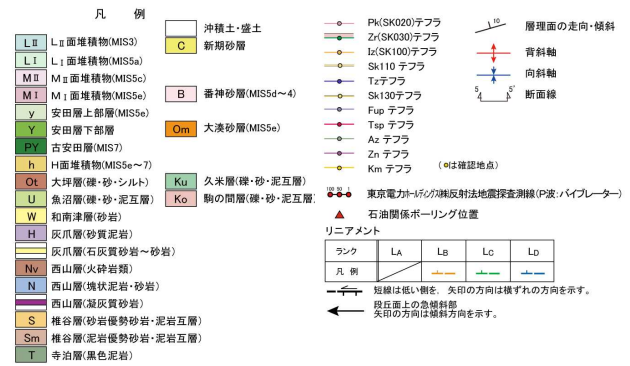 凡 例
LⅡ LⅡ面堆積物(MIS3)
LⅠ LⅠ面堆積物(MIS5a)
MⅡ MⅡ面堆積物(MIS5c)
MⅠ MⅠ面堆積物(MIS5e)
y 安田層上部層(MIS5e)
Y 安田層下部層
PY 古安田層(MIS7)
h H面堆積物(MIS5e~7)
Ot 大坪層(礫・砂・シルト)
U 魚沼層(礫・砂・泥互層)
W 和南津層(砂岩)
H 灰爪層(砂質泥岩)
灰爪層(石灰質砂岩~砂岩)
Nv 西山層(火砕岩類)
N 西山層(塊状泥岩・砂岩)
西山層(凝灰質砂岩)
S 椎谷層(砂岩優勢砂岩・泥岩互層)
Sm 椎谷層(泥岩優勢砂岩・泥岩互層)
T 寺泊層(黒色泥岩)
沖積土・盛土
C 新期砂層
B 番神砂層(MIS5d~4)
Om 大湊砂層(MIS5e)
Ku 久米層(礫・砂・泥互層)
Ko 駒の間層(礫・砂・泥互層)
Pk(SK020)テフラ
Zr(SK030)テフラ
Iz(SK100)テフラ
Sk110 テフラ
Tzテフラ
Sk130テフラ
Fup テフラ
Tsp テフラ
Az テフラ
Zn テフラ
Km テフラ
(●は確認地点)
10 層理面の走向・傾斜
背斜軸
向斜軸
5 5' 断面線
100 50 1 東京電力ホールディングス㈱反射法地震探査測線(P波:バイブレーター)
石油関係ボーリング位置
リニアメント
ランク LA LB LC LD
凡 例
短線は低い側を、矢印の方向は横ずれの方向を示す。
段丘面上の急傾斜部
矢印の方向は傾斜方向を示す。